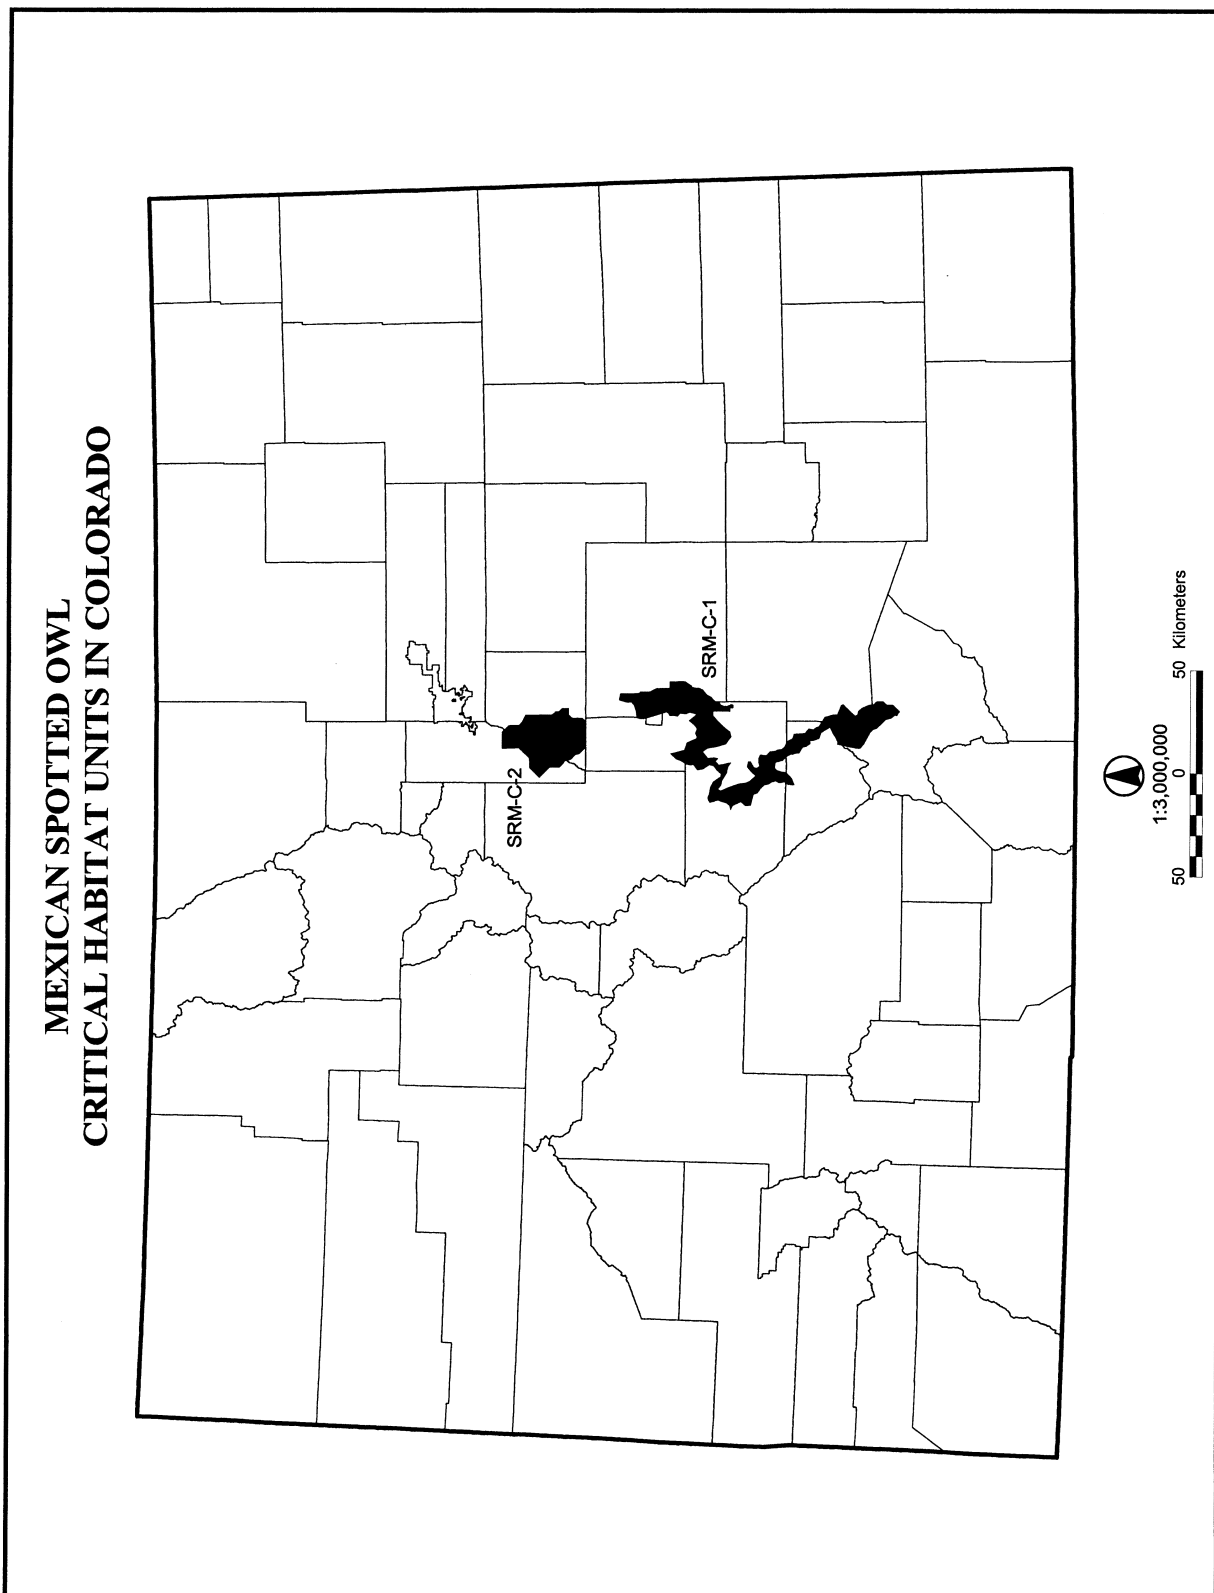 MEXICAN SPOTTED OWL
CRITICAL HABITAT UNITS IN COLORADO
SRM-C-2
SRM-C-1
1:3,000,000
50 0 50 Kilometers